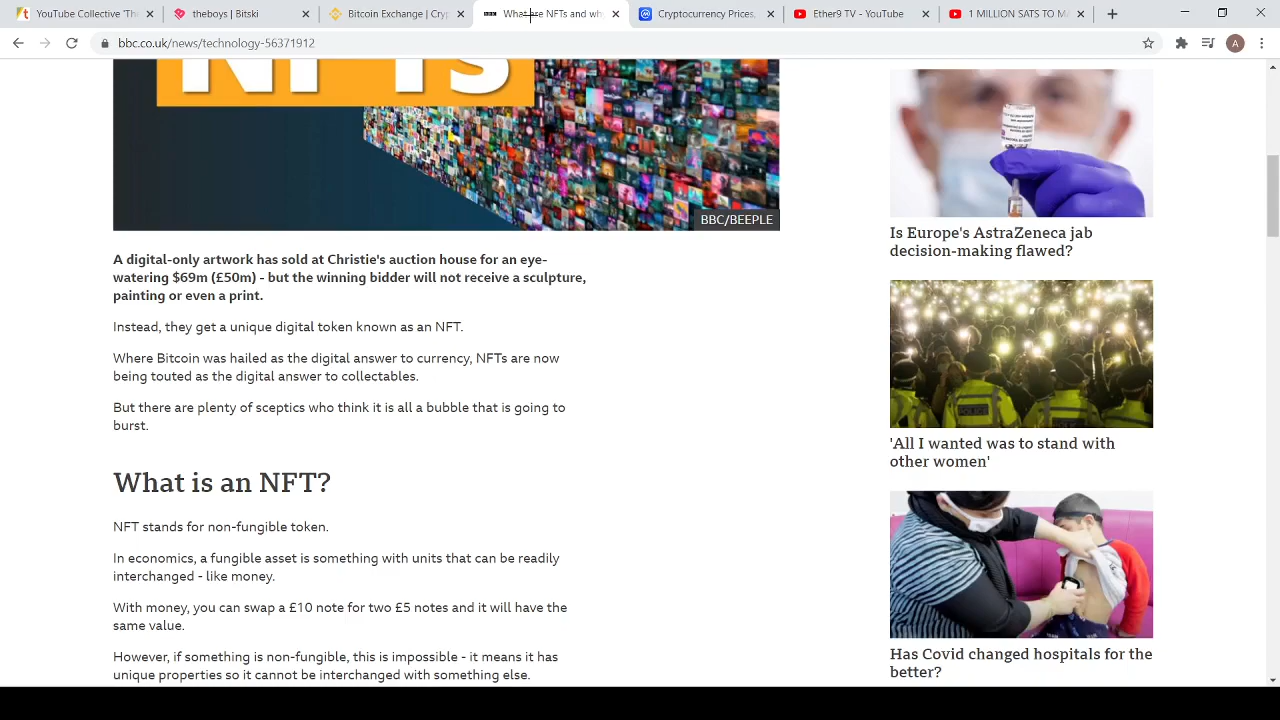 YouTube Collective 'Thi
theboys | Bitski
Bitcoin Exchange | Cryp
What are NFTs and wh
Cryptocurrency Prices,
Ether9 TV - YouTube
1 MILLION SATS TO M
bbc.co.uk/news/technology-56371912
A
NFTs
BBC/BEEPLE
A digital-only artwork has sold at Christie's auction house for an eye-
watering $69m (£50m) - but the winning bidder will not receive a sculpture,
painting or even a print.
Instead, they get a unique digital token known as an NFT.
Where Bitcoin was hailed as the digital answer to currency, NFTs are now
being touted as the digital answer to collectables.
But there are plenty of sceptics who think it is all a bubble that is going to
burst.
What is an NFT?
NFT stands for non-fungible token.
In economics, a fungible asset is something with units that can be readily
interchanged - like money.
With money, you can swap a £10 note for two £5 notes and it will have the
same value.
However, if something is non-fungible, this is impossible - it means it has
unique properties so it cannot be interchanged with something else.
Is Europe's AstraZeneca jab
decision-making flawed?
POLICE
'All I wanted was to stand with
other women'
Has Covid changed hospitals for the
better?